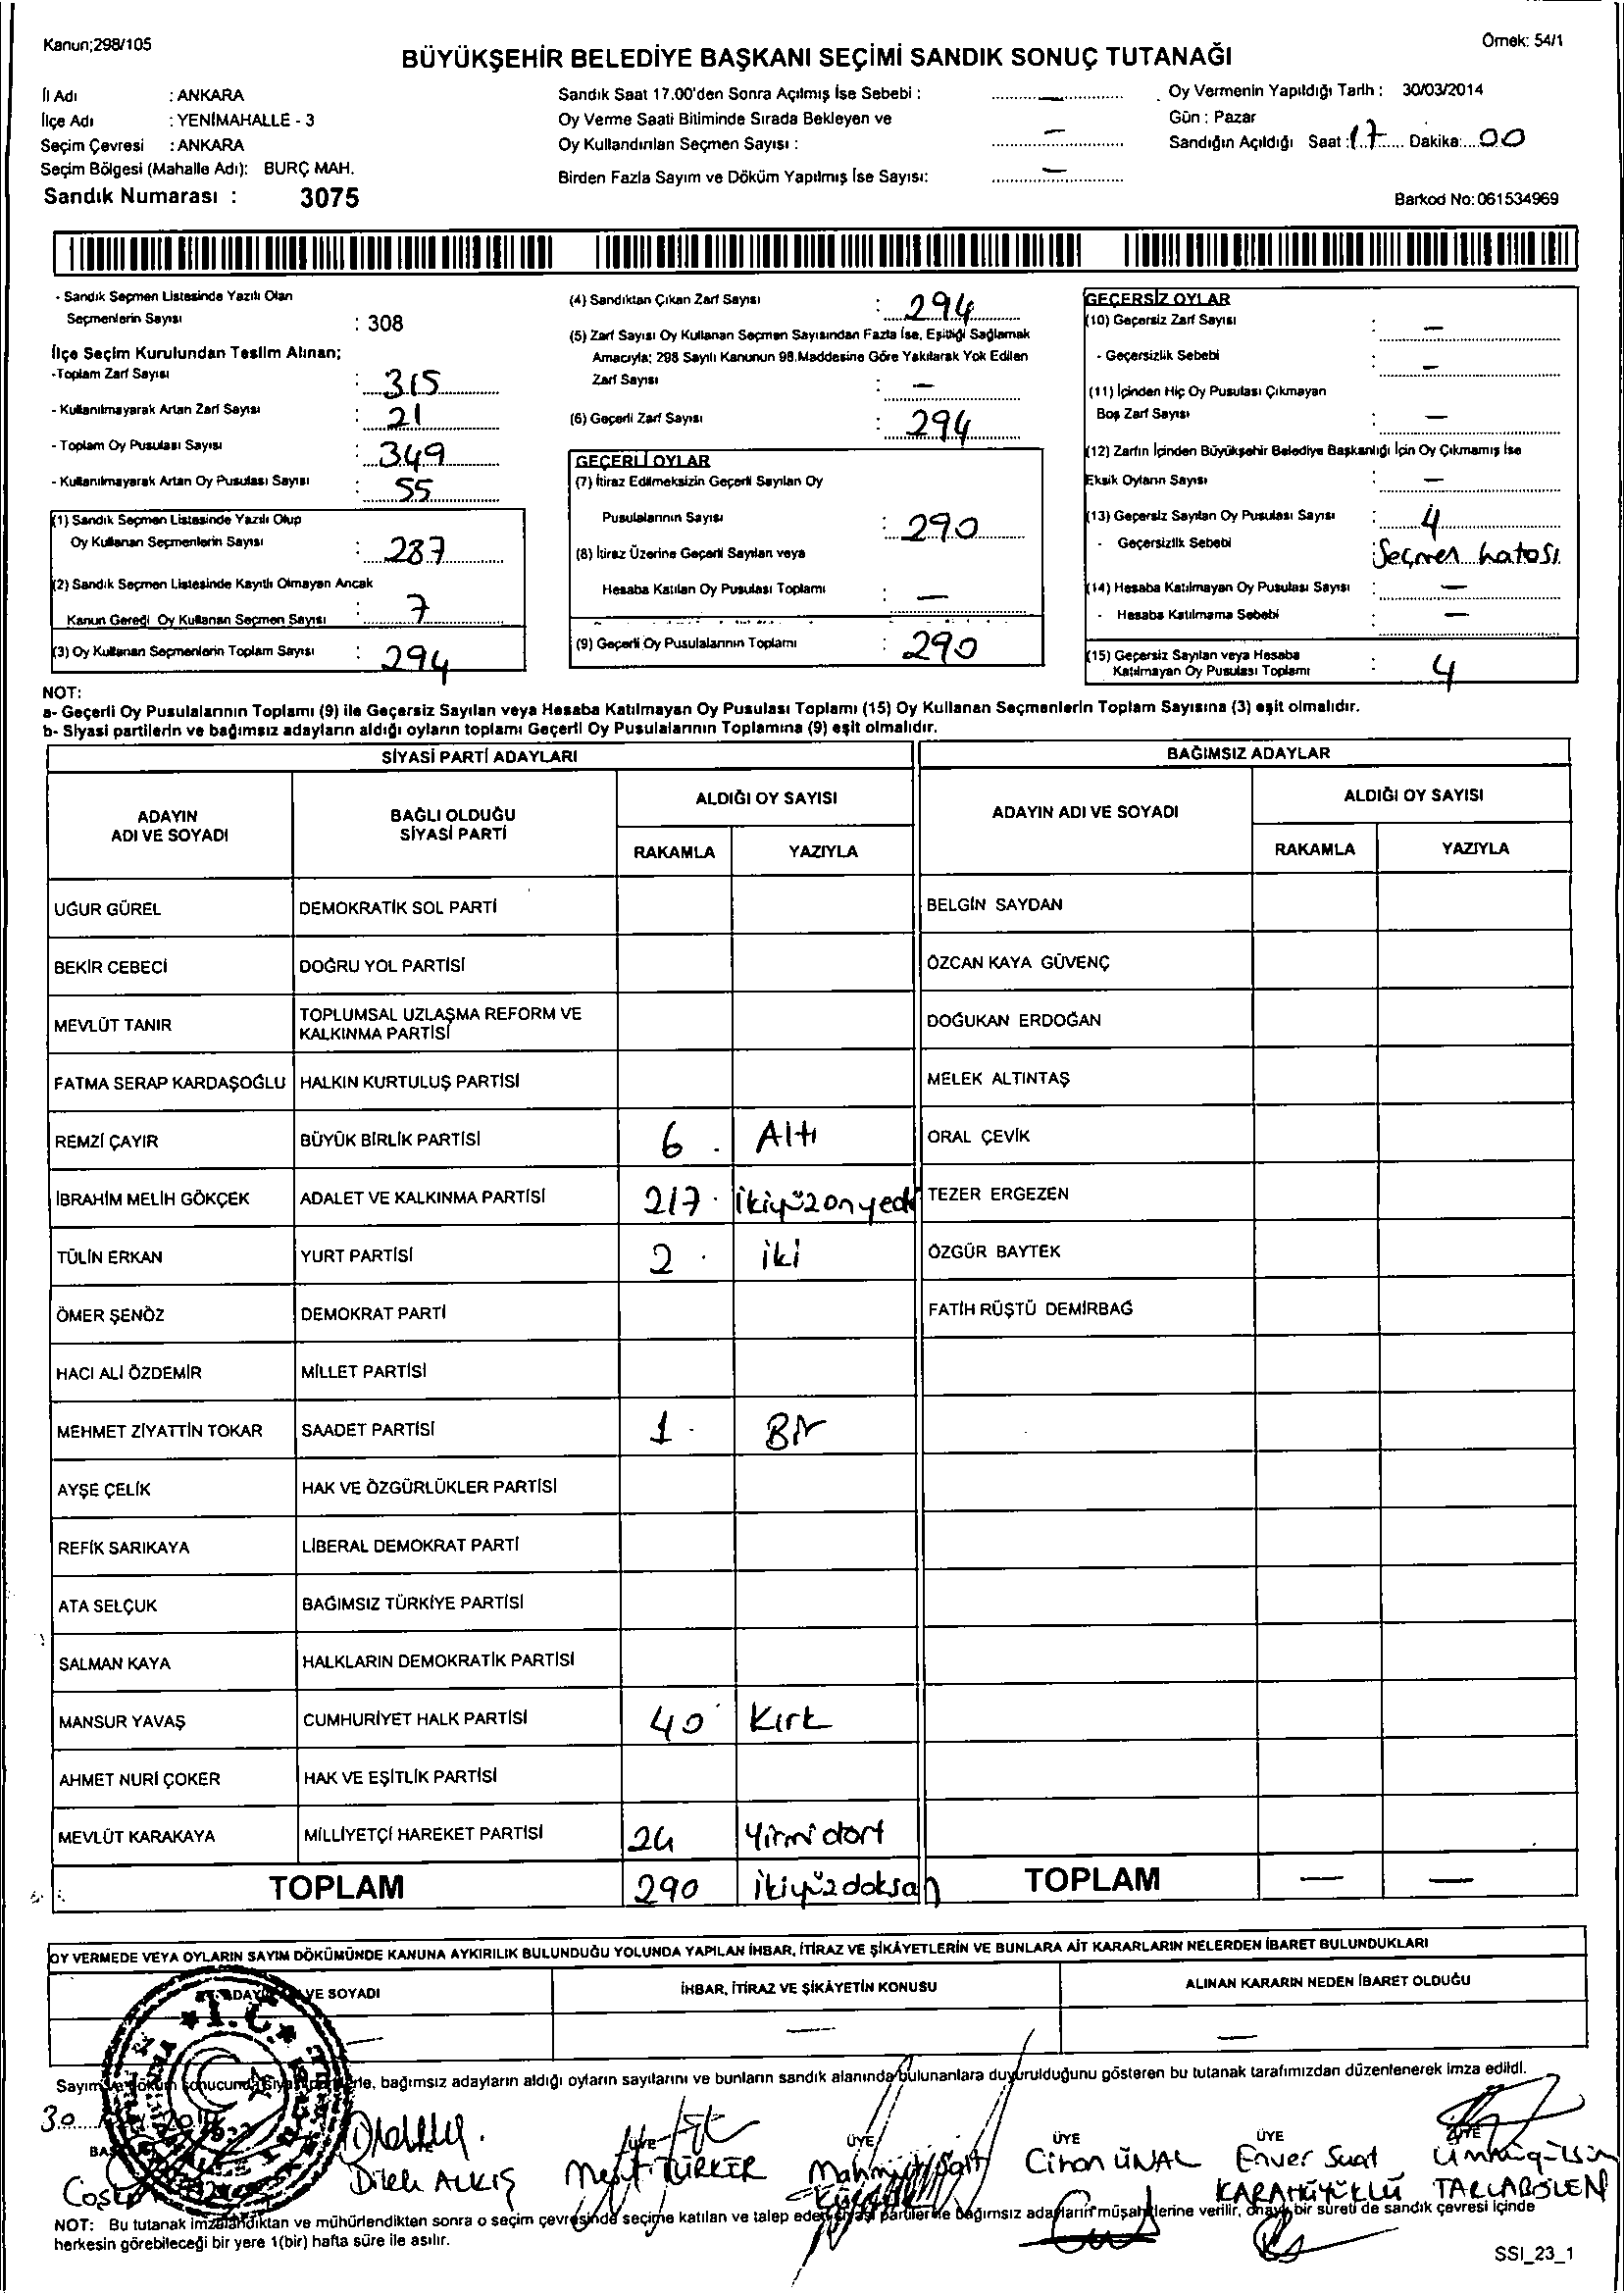 Kanun;298/105
Örnek: 54/1
BÜYÜKŞEHİR BELEDİYE BAŞKANI SEÇİMİ SANDIK SONUÇ TUTANAĞI
İl Adı : ANKARA
İlçe Adı : YENİMAHALLE - 3
Seçim Çevresi : ANKARA
Seçim Bölgesi (Mahalle Adı): BURÇ MAH.
Sandık Numarası : 3075
Sandık Saat 17.00'den Sonra Açılmış İse Sebebi : —
Oy Verme Saati Bitiminde Sırada Bekleyen ve
Oy Kullandırılan Seçmen Sayısı : —
Birden Fazla Sayım ve Döküm Yapılmış İse Sayısı: —
Oy Vermenin Yapıldığı Tarih : 30/03/2014
Gün : Pazar
Sandığın Açıldığı Saat : 17 Dakika: 00
Barkod No: 061534969
- Sandık Seçmen Listesinde Yazılı Olan
Seçmenlerin Sayısı : 308
İlçe Seçim Kurulundan Teslim Alınan;
-Toplam Zarf Sayısı : 315
- Kullanılmayarak Artan Zarf Sayısı : 21
- Toplam Oy Pusulası Sayısı : 349
- Kullanılmayarak Artan Oy Pusulası Sayısı : 55
(1) Sandık Seçmen Listesinde Yazılı Olup
Oy Kullanan Seçmenlerin Sayısı : 287
(2) Sandık Seçmen Listesinde Kayıtlı Olmayan Ancak
Kanun Gereği Oy Kullanan Seçmen Sayısı : 7
(3) Oy Kullanan Seçmenlerin Toplam Sayısı : 294
(4) Sandıktan Çıkan Zarf Sayısı : 294
(5) Zarf Sayısı Oy Kullanan Seçmen Sayısından Fazla İse, Eşitliği Sağlamak
Amacıyla; 298 Sayılı Kanunun 98.Maddesine Göre Yakılarak Yok Edilen
Zarf Sayısı : —
(6) Geçerli Zarf Sayısı : 294
GEÇERLİ OYLAR
(7) İtiraz Edilmeksizin Geçerli Sayılan Oy
Pusulalarının Sayısı : 290
(8) İtiraz Üzerine Geçerli Sayılan veya
Hesaba Katılan Oy Pusulası Toplamı : —
(9) Geçerli Oy Pusulalarının Toplamı : 290
GEÇERSİZ OYLAR
(10) Geçersiz Zarf Sayısı : —
- Geçersizlik Sebebi : —
(11) İçinden Hiç Oy Pusulası Çıkmayan
Boş Zarf Sayısı : —
(12) Zarfın İçinden Büyükşehir Belediye Başkanlığı İçin Oy Çıkmamış İse
Eksik Oyların Sayısı : —
(13) Geçersiz Sayılan Oy Pusulası Sayısı : 4
- Geçersizlik Sebebi : Seçmen hatası
(14) Hesaba Katılmayan Oy Pusulası Sayısı : —
- Hesaba Katılmama Sebebi : —
(15) Geçersiz Sayılan veya Hesaba
Katılmayan Oy Pusulası Toplamı : 4
NOT:
a- Geçerli Oy Pusulalarının Toplamı (9) ile Geçersiz Sayılan veya Hesaba Katılmayan Oy Pusulası Toplamı (15) Oy Kullanan Seçmenlerin Toplam Sayısına (3) eşit olmalıdır.
b- Siyasi partilerin ve bağımsız adayların aldığı oyların toplamı Geçerli Oy Pusulalarının Toplamına (9) eşit olmalıdır.
SİYASİ PARTİ ADAYLARI
BAĞIMSIZ ADAYLAR
ADAYIN ADI VE SOYADI
BAĞLI OLDUĞU SİYASİ PARTİ
ALDIĞI OY SAYISI
RAKAMLA YAZIYLA
ADAYIN ADI VE SOYADI
ALDIĞI OY SAYISI
RAKAMLA YAZIYLA
UĞUR GÜREL DEMOKRATİK SOL PARTİ BELGİN SAYDAN
BEKİR CEBECİ DOĞRU YOL PARTİSİ ÖZCAN KAYA GÜVENÇ
MEVLÜT TANIR TOPLUMSAL UZLAŞMA REFORM VE KALKINMA PARTİSİ DOĞUKAN ERDOĞAN
FATMA SERAP KARDAŞOĞLU HALKIN KURTULUŞ PARTİSİ MELEK ALTINTAŞ
REMZİ ÇAYIR BÜYÜK BİRLİK PARTİSİ 6 Altı ORAL ÇEVİK
İBRAHİM MELİH GÖKÇEK ADALET VE KALKINMA PARTİSİ 217 ikiyüzonyedi TEZER ERGEZEN
TÜLİN ERKAN YURT PARTİSİ 2 iki ÖZGÜR BAYTEK
ÖMER ŞENÖZ DEMOKRAT PARTİ FATİH RÜŞTÜ DEMİRBAĞ
HACI ALİ ÖZDEMİR MİLLET PARTİSİ
MEHMET ZİYATTİN TOKAR SAADET PARTİSİ 1 Bir
AYŞE ÇELİK HAK VE ÖZGÜRLÜKLER PARTİSİ
REFİK SARIKAYA LİBERAL DEMOKRAT PARTİ
ATA SELÇUK BAĞIMSIZ TÜRKİYE PARTİSİ
SALMAN KAYA HALKLARIN DEMOKRATİK PARTİSİ
MANSUR YAVAŞ CUMHURİYET HALK PARTİSİ 40 Kırk
AHMET NURİ ÇOKER HAK VE EŞİTLİK PARTİSİ
MEVLÜT KARAKAYA MİLLİYETÇİ HAREKET PARTİSİ 24 Yirmi dört
TOPLAM 290 ikiyüzdoksan TOPLAM — —
OY VERMEDE VEYA OYLARIN SAYIM DÖKÜMÜNDE KANUNA AYKIRILIK BULUNDUĞU YOLUNDA YAPILAN İHBAR, İTİRAZ VE ŞİKÂYETLERİN VE BUNLARA AİT KARARLARIN NELERDEN İBARET BULUNDUKLARI
VE SOYADI İHBAR, İTİRAZ VE ŞİKÂYETİN KONUSU ALINAN KARARIN NEDEN İBARET OLDUĞU
— — —
T.C.
bağımsız adayların aldığı oyların sayılarını ve bunların sandık alanında bulunanlara duyurulduğunu gösteren bu tutanak tarafımızdan düzenlenerek imza edildi.
30
ÜYE ÜYE ÜYE ÜYE
Dilek ALKIŞ Mesut TÜRKER Cihan ÜNAL Enver Suat KARAHÜYÜKLÜ Ümmügülsüm TARLABÖLEN
NOT: Bu tutanak imzalandıktan ve mühürlendikten sonra o seçim çevresinde seçime katılan ve talep eden siyasi partiler ile bağımsız adayların müşahitlerine verilir, onaylı bir sureti de sandık çevresi içinde
herkesin görebileceği bir yere 1(bir) hafta süre ile asılır.
SSI_23_1